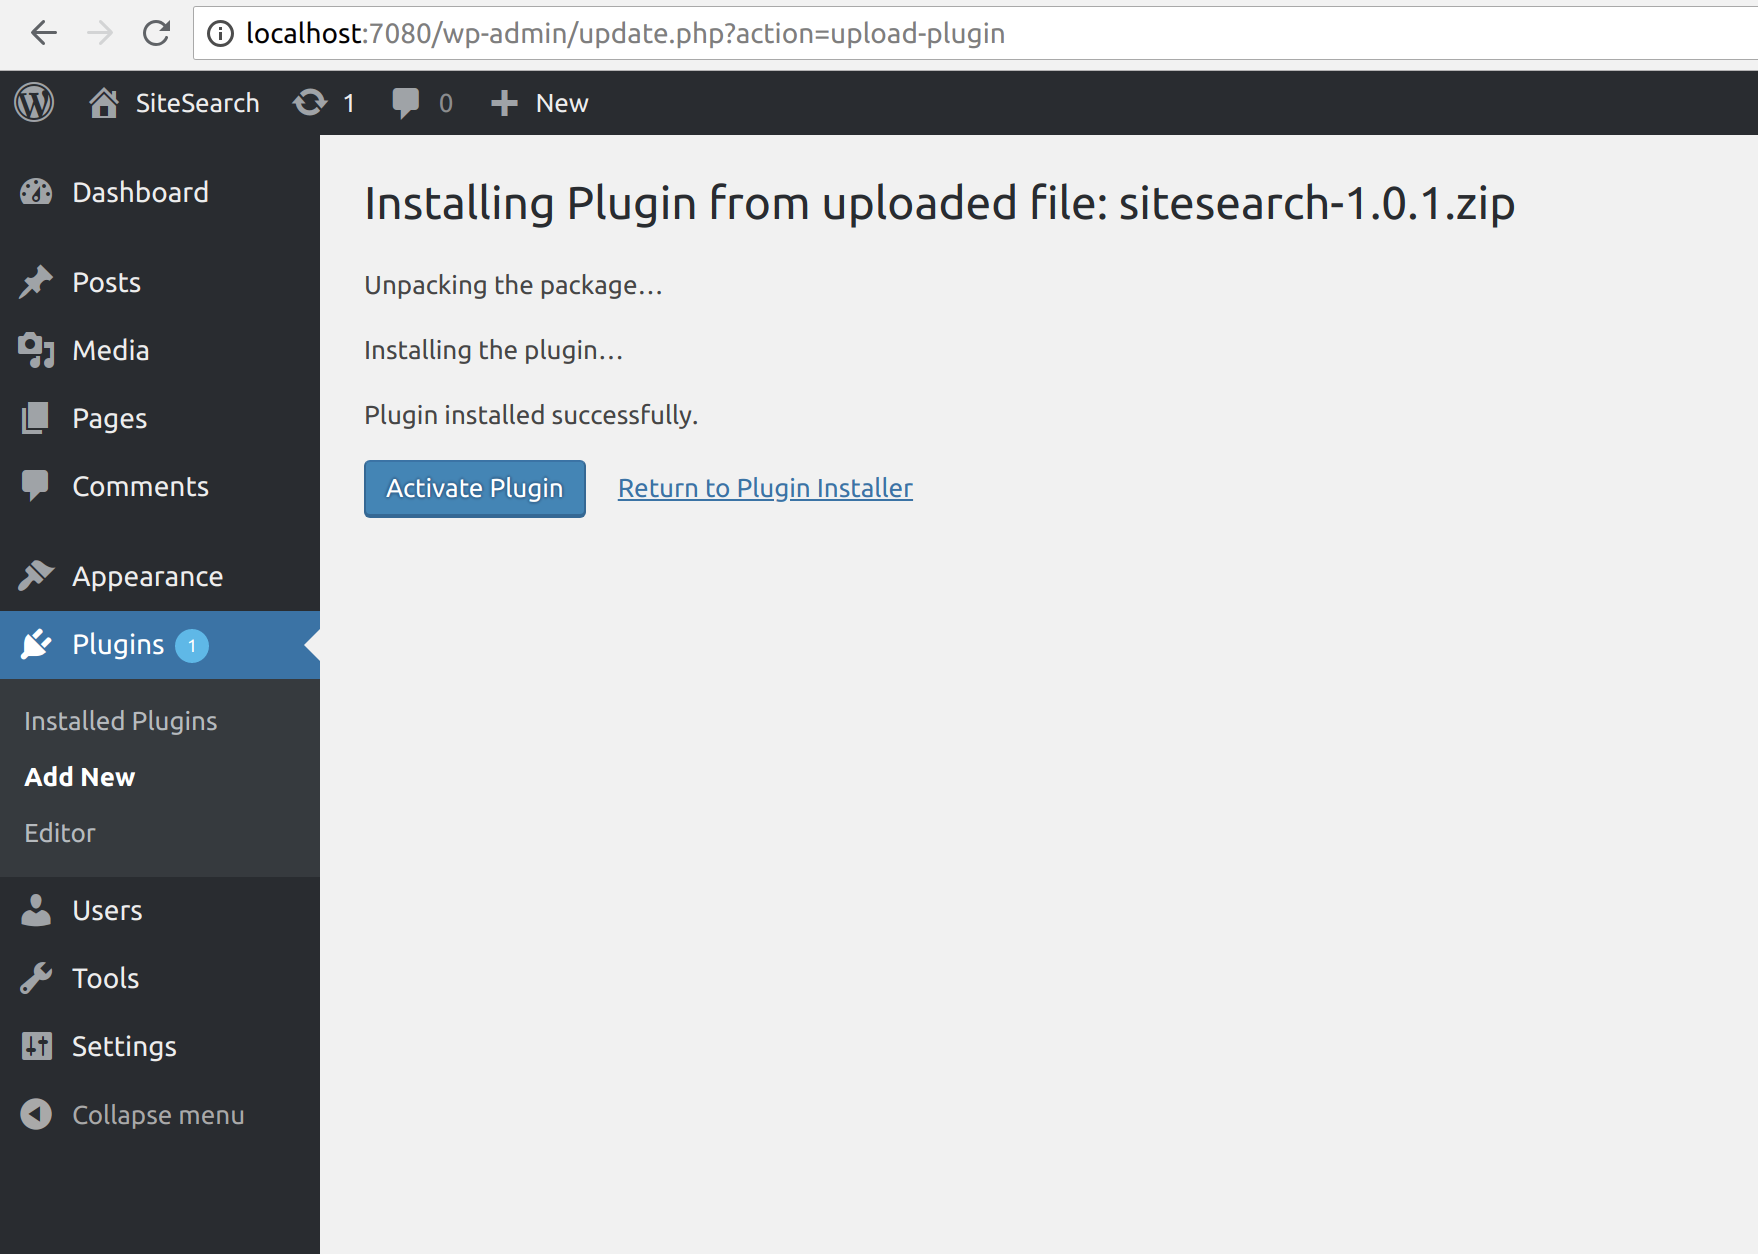 localhost:7080/wp-admin/update.php?action=upload-plugin
SiteSearch 1 0 New
Dashboard
Posts
Media
Pages
Comments
Appearance
Plugins 1
Installed Plugins
Add New
Editor
Users
Tools
Settings
Collapse menu
Installing Plugin from uploaded file: sitesearch-1.0.1.zip
Unpacking the package…
Installing the plugin…
Plugin installed successfully.
Activate Plugin Return to Plugin Installer